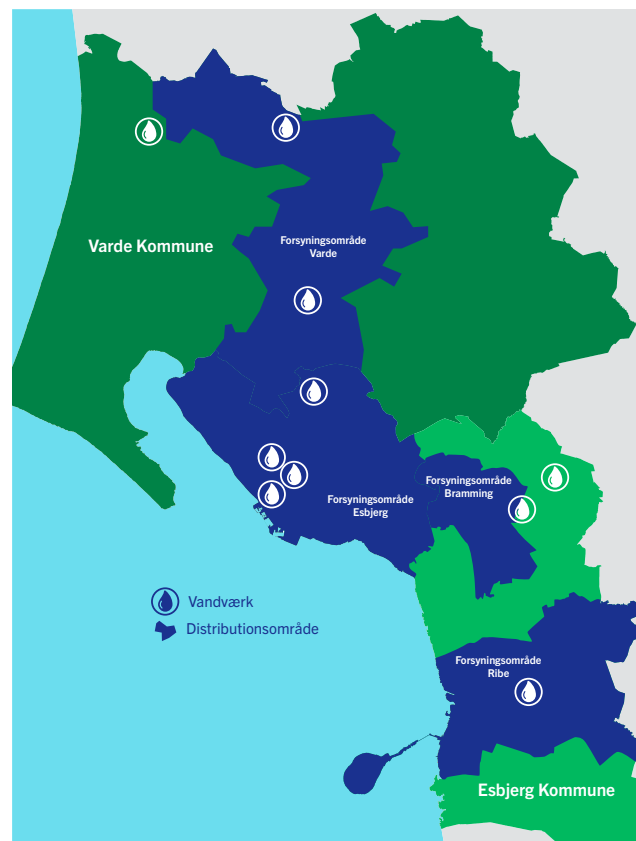 Forsyningsområde
Varde
Varde Kommune
Forsyningsområde
Bramming
Forsyningsområde
Esbjerg
Vandværk
Distributionsområde
Forsyningsområde
Ribe
Esbjerg Kommune